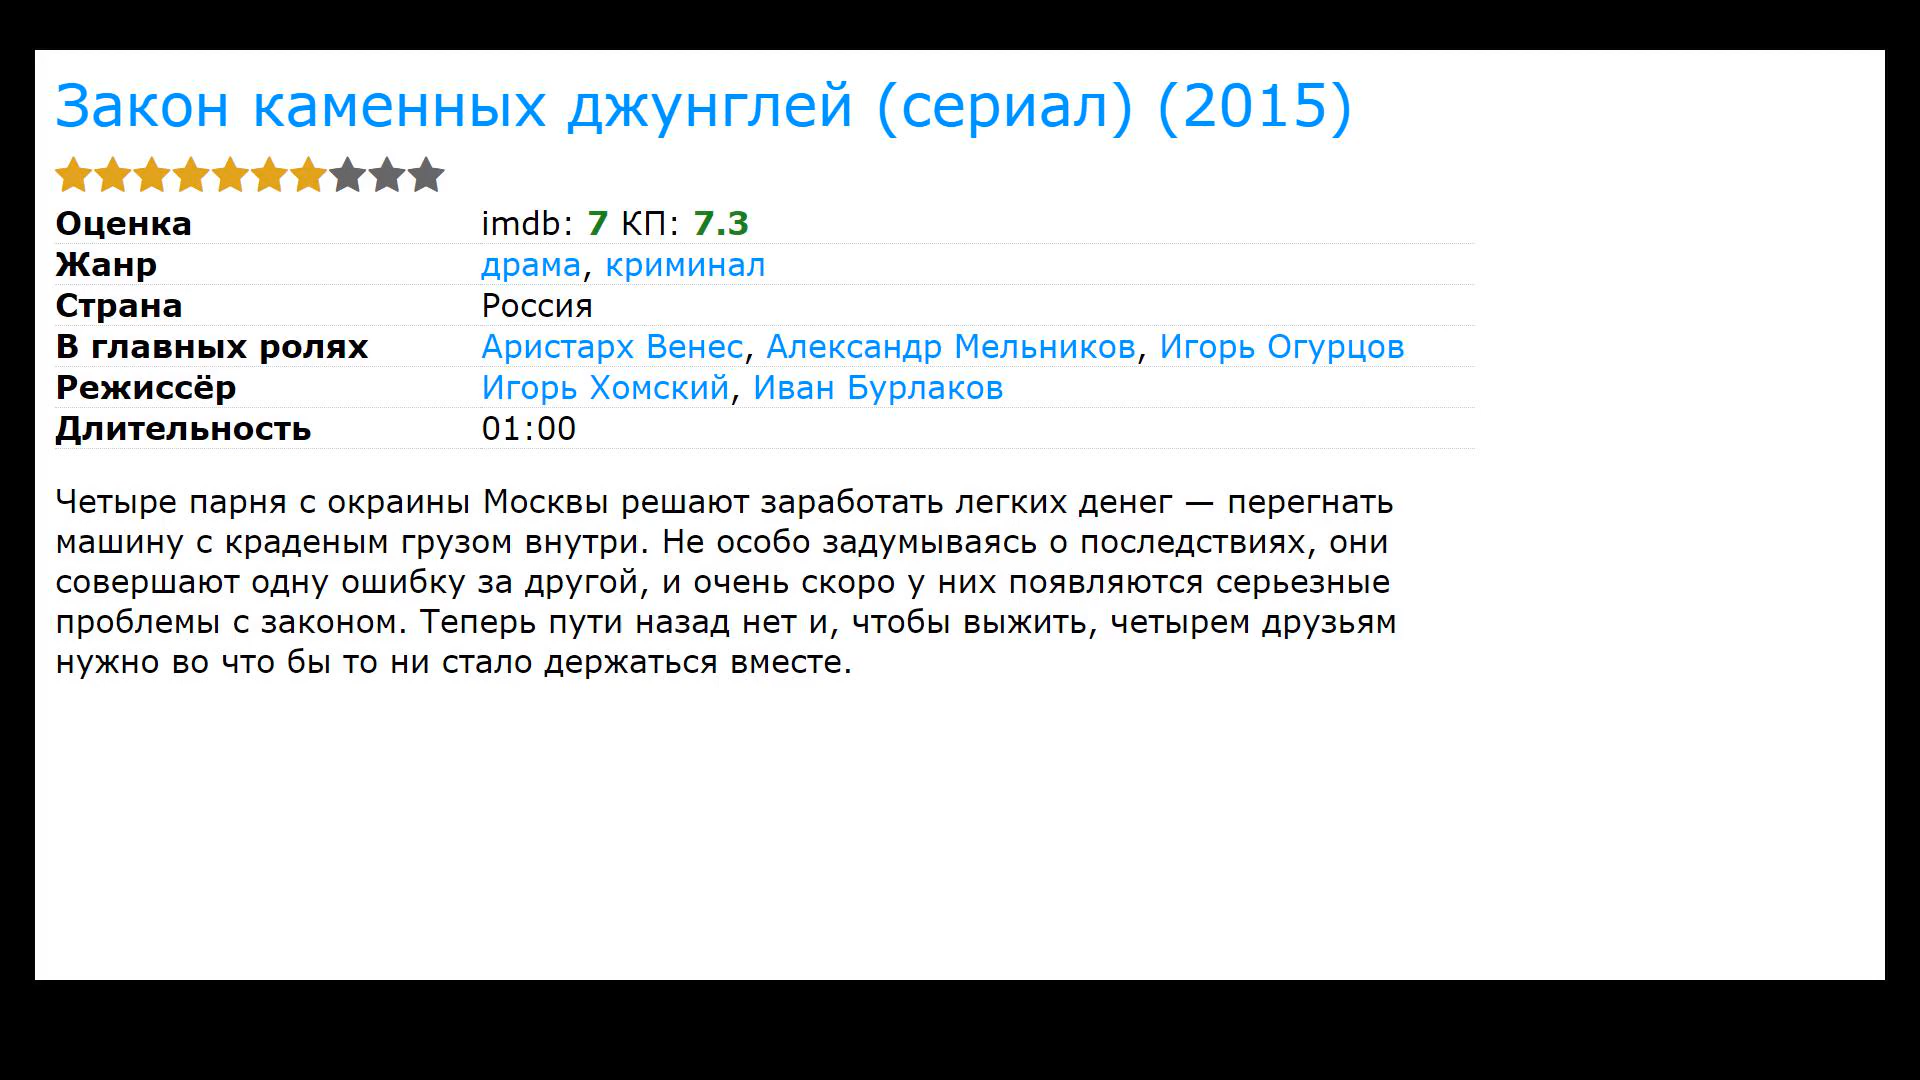 Закон каменных джунглей (сериал) (2015)
Оценка imdb: 7 КП: 7.3
Жанр драма, криминал
Страна Россия
В главных ролях Аристарх Венес, Александр Мельников, Игорь Огурцов
Режиссёр Игорь Хомский, Иван Бурлаков
Длительность 01:00
Четыре парня с окраины Москвы решают заработать легких денег — перегнать
машину с краденым грузом внутри. Не особо задумываясь о последствиях, они
совершают одну ошибку за другой, и очень скоро у них появляются серьезные
проблемы с законом. Теперь пути назад нет и, чтобы выжить, четырем друзьям
нужно во что бы то ни стало держаться вместе.